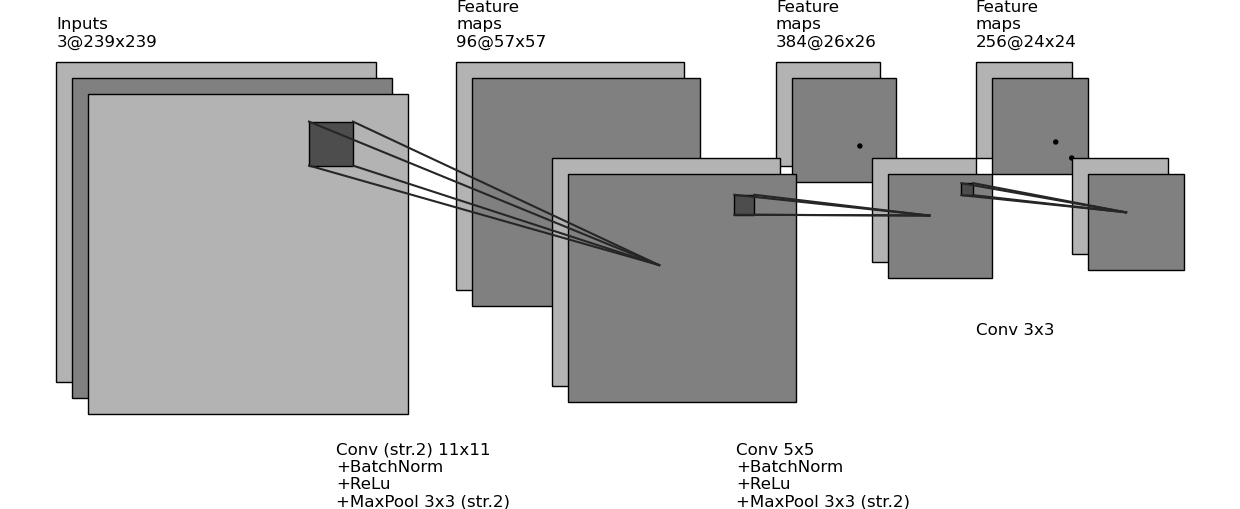 Inputs
3@239x239
Feature
maps
96@57x57
Feature
maps
384@26x26
Feature
maps
256@24x24
Conv 3x3
Conv (str.2) 11x11
+BatchNorm
+ReLu
+MaxPool 3x3 (str.2)
Conv 5x5
+BatchNorm
+ReLu
+MaxPool 3x3 (str.2)